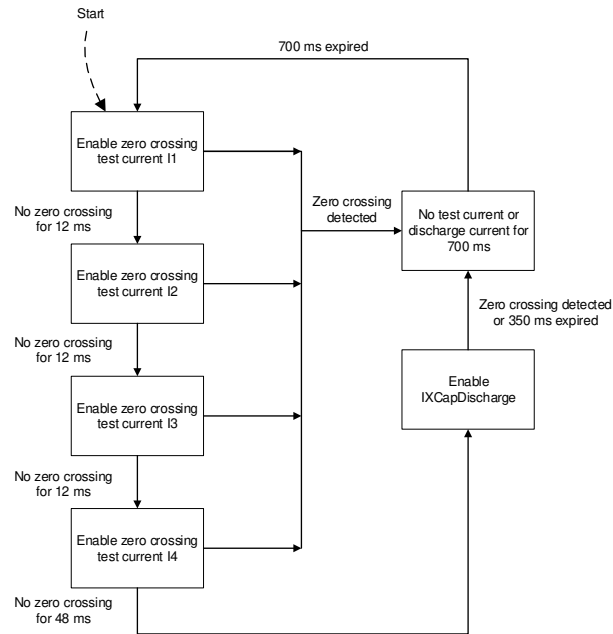 Start
700 ms expired
Enable zero crossing
test current I1
No zero crossing
for 12 ms
Zero crossing
detected
No test current or
discharge current for
700 ms
Enable zero crossing
test current I2
No zero crossing
for 12 ms
Zero crossing detected
or 350 ms expired
Enable zero crossing
test current I3
Enable
IXCapDischarge
No zero crossing
for 12 ms
Enable zero crossing
test current I4
No zero crossing
for 48 ms